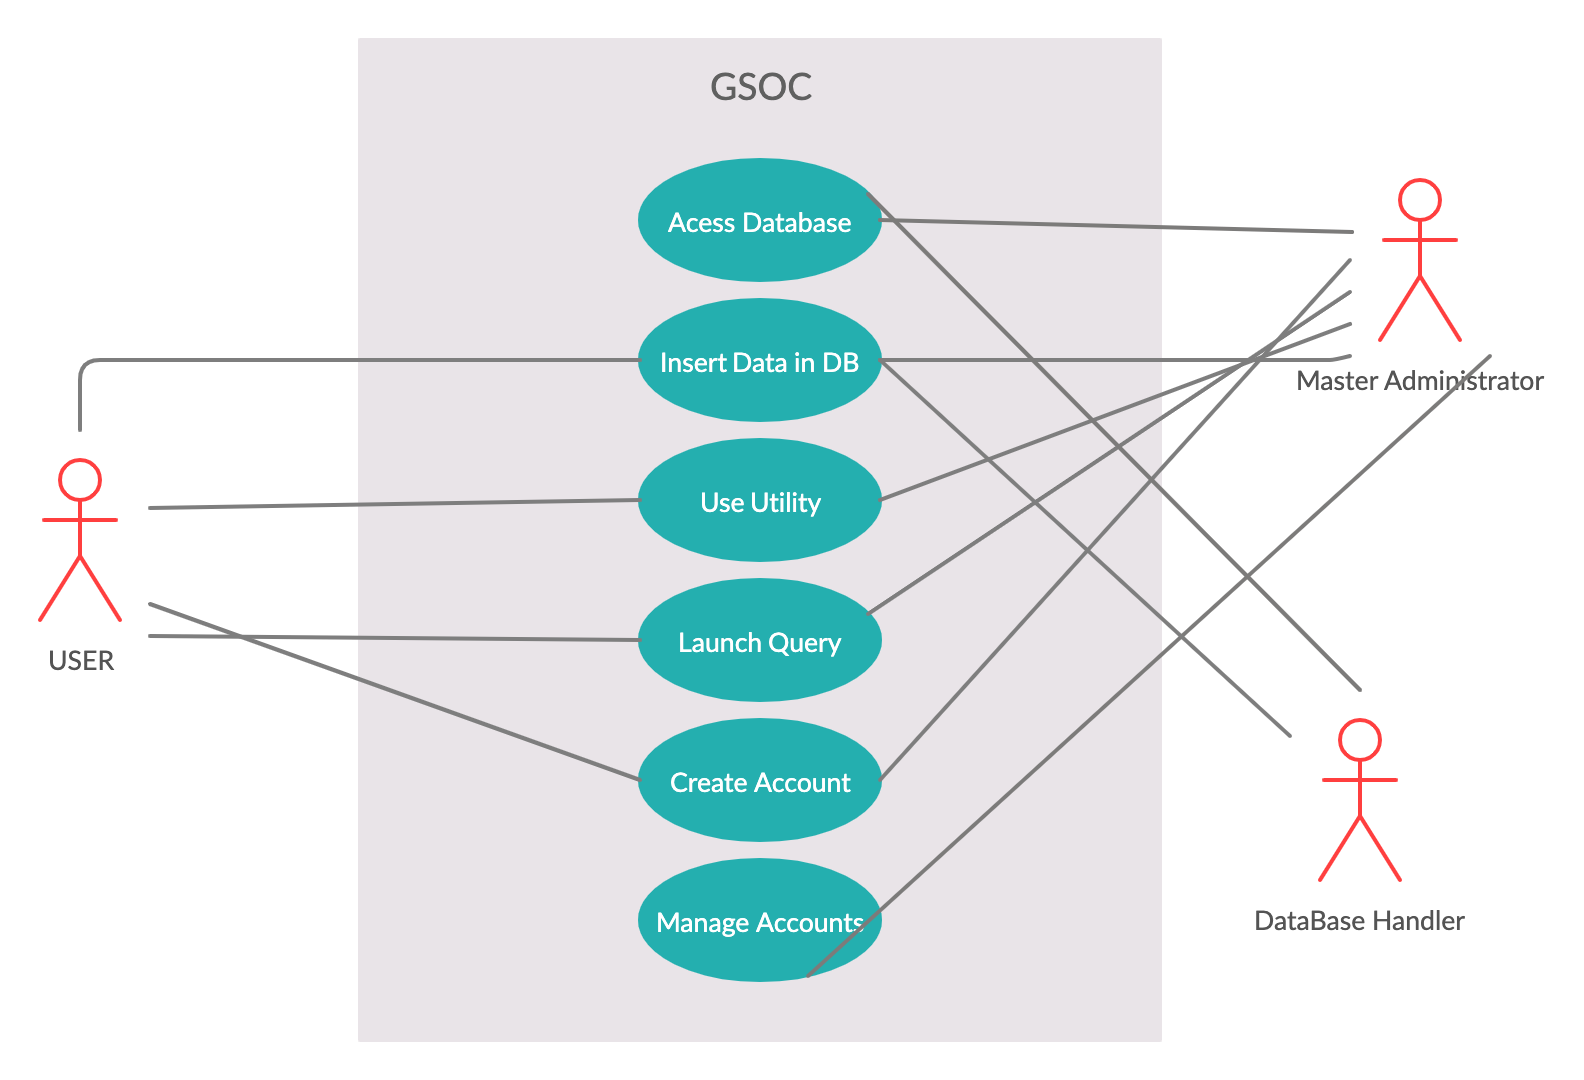 GSOC
Acess Database
Insert Data in DB
Master Administrator
Use Utility
Launch Query
USER
Create Account
Manage Accounts
DataBase Handler